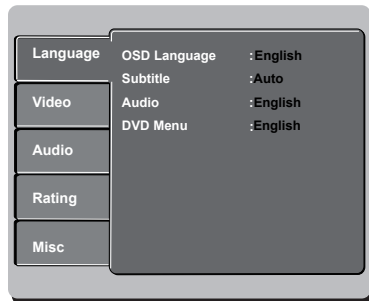 Language
Video
Audio
Rating
Misc
OSD Language :English
Subtitle :Auto
Audio :English
DVD Menu :English